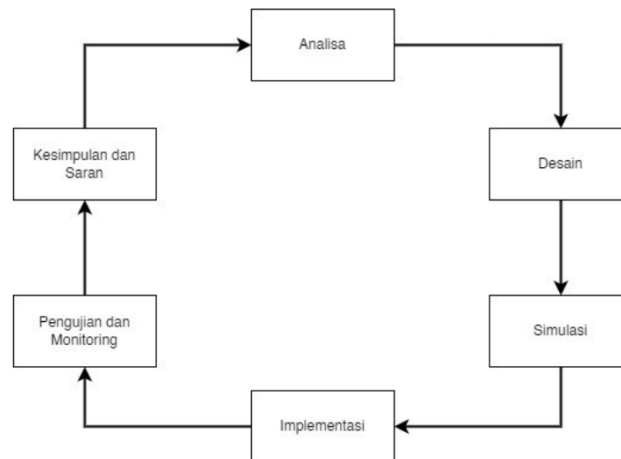 Analisa
Desain
Simulasi
Implementasi
Pengujian dan
Monitoring
Kesimpulan dan
Saran